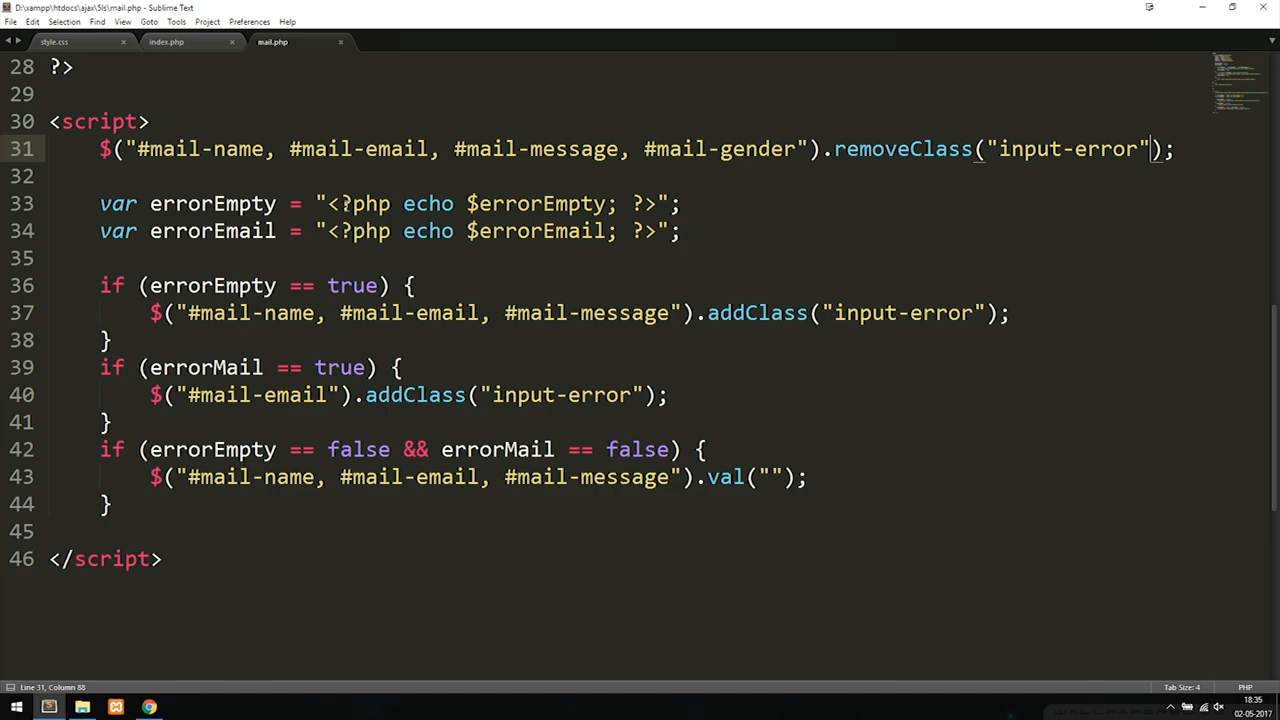 D:\xampp\htdocs\ajax\5ls\mail.php - Sublime Text
File Edit Selection Find View Goto Tools Project Preferences Help
style.css × index.php × mail.php ×
28 ?>
29
30 <script>
31 $("#mail-name, #mail-email, #mail-message, #mail-gender").removeClass("input-error");
32
33 var errorEmpty = "<?php echo $errorEmpty; ?>";
34 var errorEmail = "<?php echo $errorEmail; ?>";
35
36 if (errorEmpty == true) {
37 $("#mail-name, #mail-email, #mail-message").addClass("input-error");
38 }
39 if (errorMail == true) {
40 $("#mail-email").addClass("input-error");
41 }
42 if (errorEmpty == false && errorMail == false) {
43 $("#mail-name, #mail-email, #mail-message").val("");
44 }
45
46 </script>
Line 31, Column 88 Tab Size: 4 PHP
18:35
02-05-2017